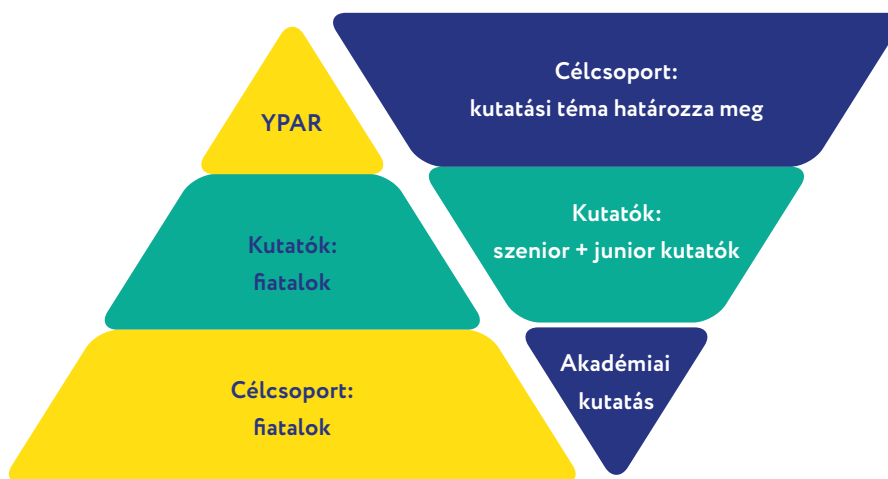 YPAR
Kutatók:
fiatalok
Célcsoport:
fiatalok
Célcsoport:
kutatási téma határozza meg
Kutatók:
szenior + junior kutatók
Akadémiai
kutatás